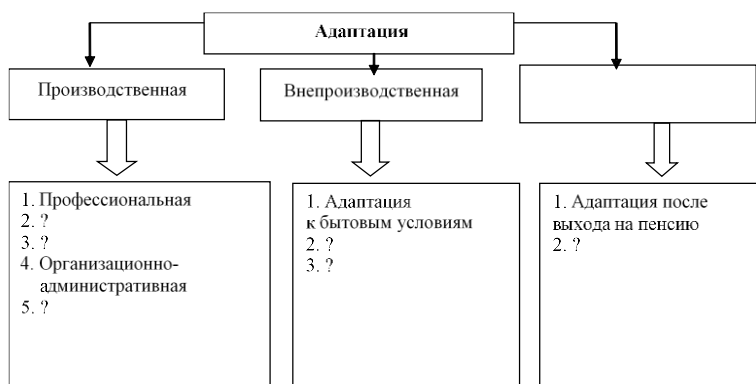 Адаптация
Производственная
Внепроизводственная
1. Профессиональная
2. ?
3. ?
4. Организационно-
административная
5. ?
1. Адаптация
к бытовым условиям
2. ?
3. ?
1. Адаптация после
выхода на пенсию
2. ?